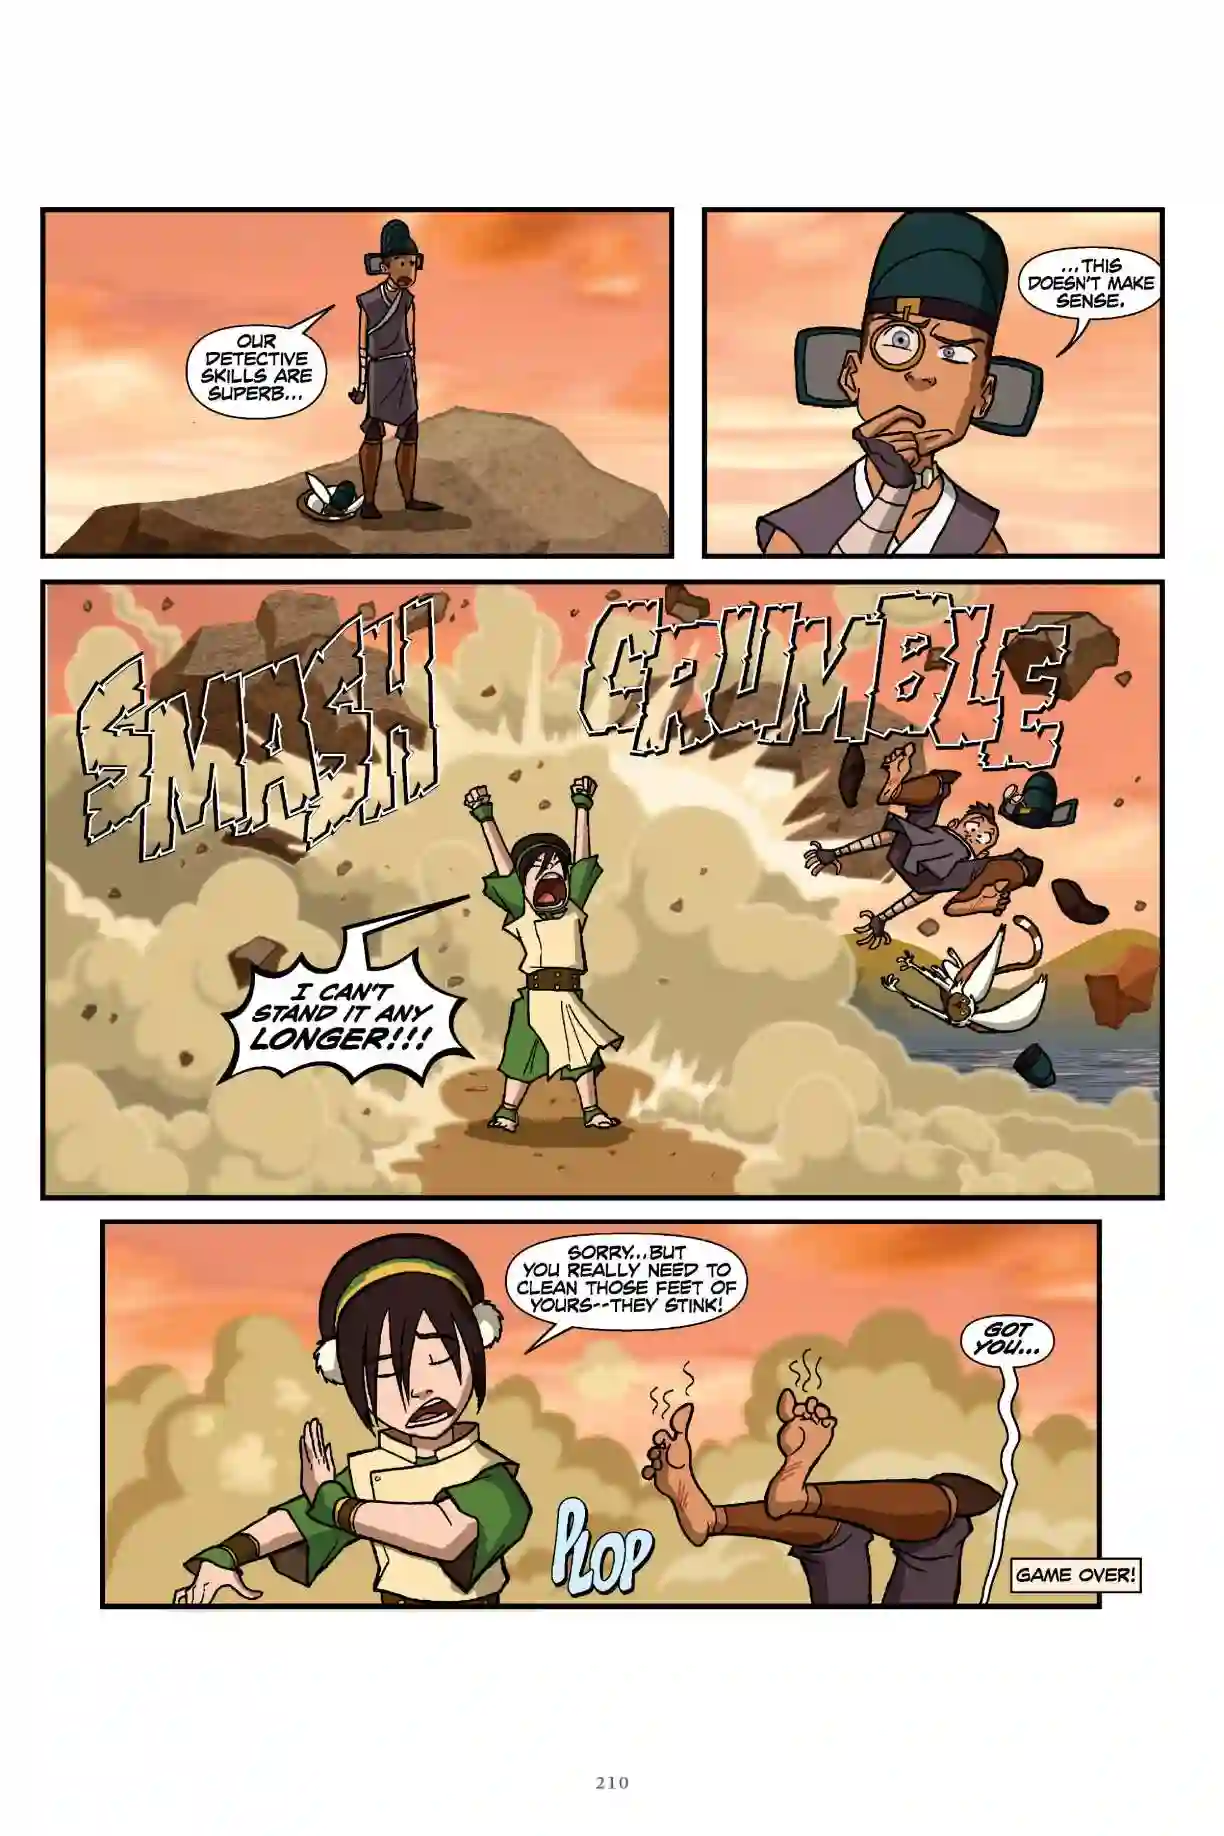 OUR
DETECTIVE
SKILLS ARE
SUPERB...
...THIS
DOESN'T MAKE
SENSE.
SMASH
CRUMBLE
I CAN'T
STAND IT ANY
LONGER!!!
SORRY...BUT
YOU REALLY NEED TO
CLEAN THOSE FEET OF
YOURS--THEY STINK!
GOT
YOU...
PLOP
GAME OVER!
210